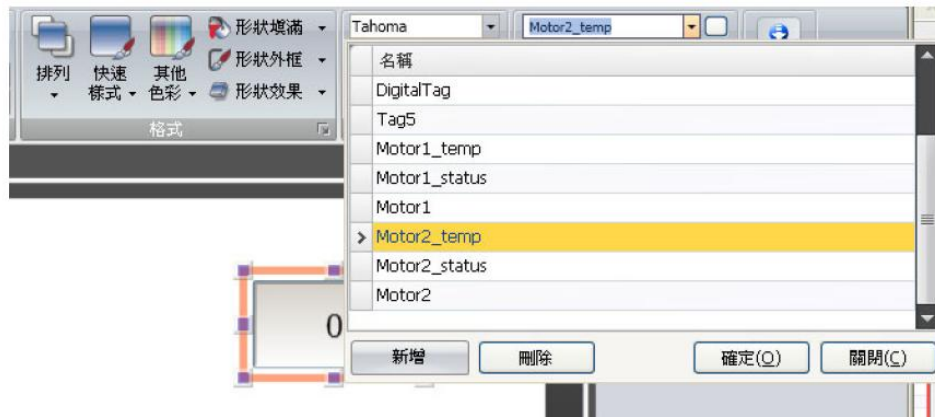 形狀填滿
形狀外框
形狀效果
排列
快速
樣式
其他
色彩
格式
Tahoma
Motor2_temp
名稱
DigitalTag
Tag5
Motor1_temp
Motor1_status
Motor1
Motor2_temp
Motor2_status
Motor2
0
新增
刪除
確定(O)
關閉(C)